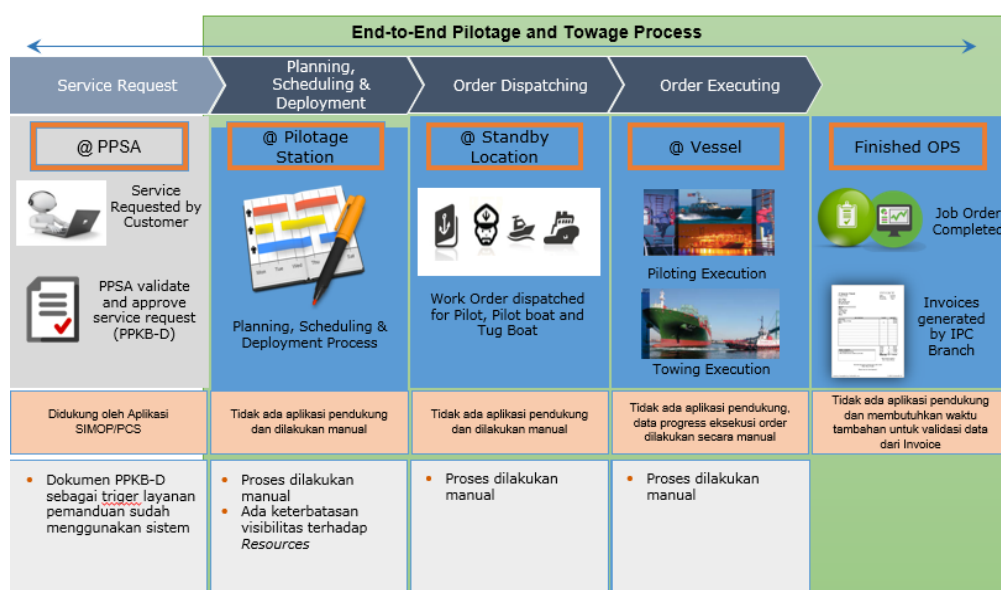 End-to-End Pilotage and Towage Process
Service Request
Planning,
Scheduling &
Deployment
Order Dispatching
Order Executing
@ PPSA
@ Pilotage
Station
@ Standby
Location
@ Vessel
Finished OPS
Service
Requested by
Customer
PPSA validate
and approve
service request
(PPKB-D)
Mon Tue Wed Thu Fri Sat
Planning, Scheduling &
Deployment Process
Work Order dispatched
for Pilot, Pilot boat and
Tug Boat
Piloting Execution
Towing Execution
Job Order
Completed
Invoices
generated
by IPC
Branch
Didukung oleh Aplikasi
SIMOP/PCS
Tidak ada aplikasi pendukung
dan dilakukan manual
Tidak ada aplikasi pendukung
dan dilakukan manual
Tidak ada aplikasi pendukung,
data progress eksekusi order
dilakukan secara manual
Tidak ada aplikasi pendukung
dan membutuhkan waktu
tambahan untuk validasi data
dari Invoice
• Dokumen PPKB-D
sebagai triger layanan
pemanduan sudah
menggunakan sistem
• Proses dilakukan
manual
• Ada keterbatasan
visibilitas terhadap
Resources
• Proses dilakukan
manual
• Proses dilakukan
manual